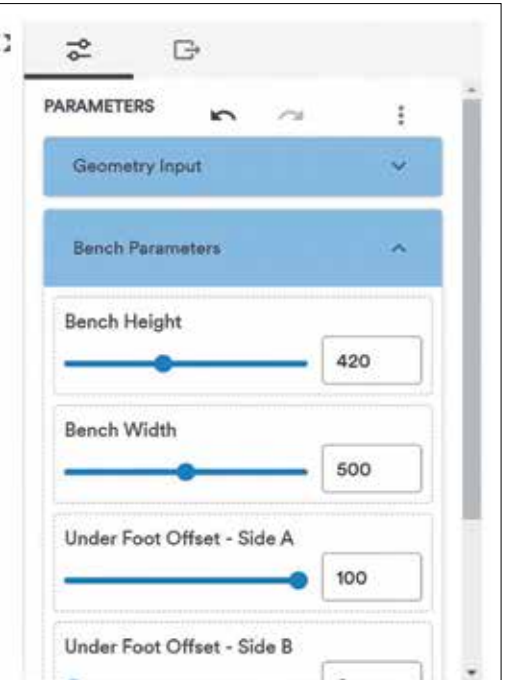 PARAMETERS
Geometry Input
Bench Parameters
Bench Height
420
Bench Width
500
Under Foot Offset - Side A
100
Under Foot Offset - Side B